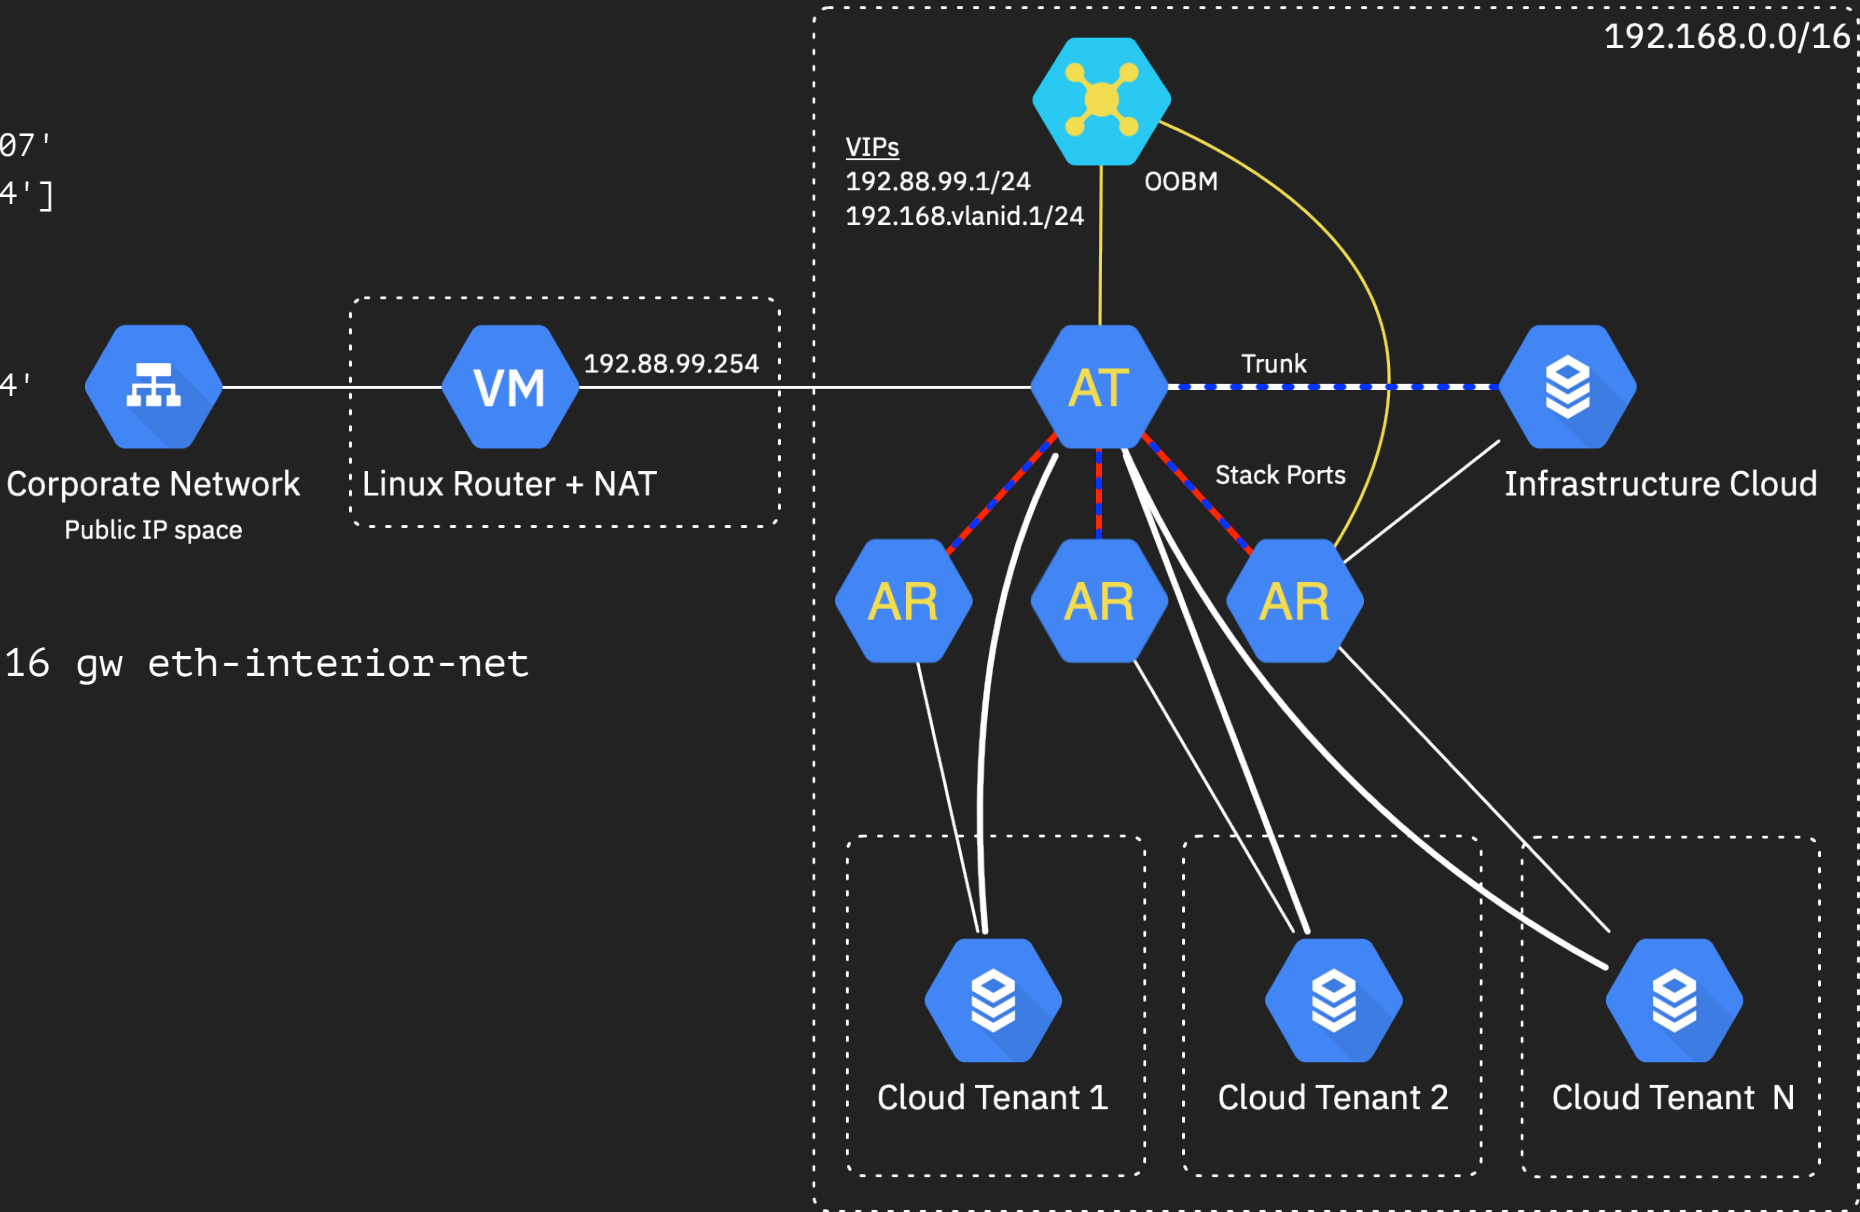 192.168.0.0/16
07'
VIPs
4']
192.88.99.1/24
OOBM
192.168.vlanid.1/24
192.88.99.254
Trunk
4'
VM
AT
Stack Ports
Corporate Network
Linux Router + NAT
Infrastructure Cloud
Public IP space
AR
AR
AR
16 gw eth-interior-net
Cloud Tenant 1
Cloud Tenant 2
Cloud Tenant  N